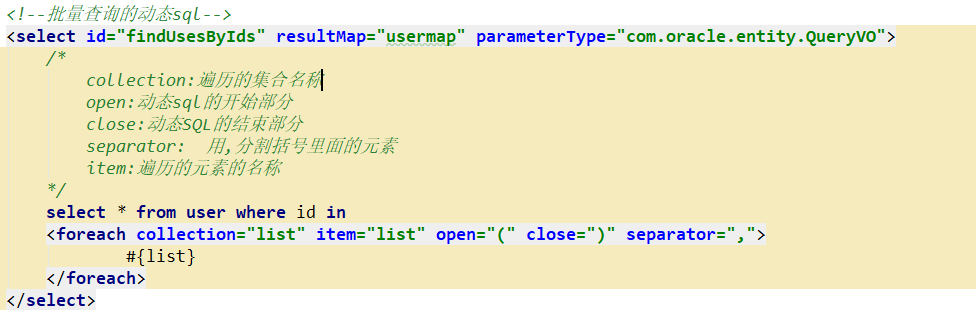 <!--批量查询的动态sql-->
<select id="findUsesByIds" resultMap="usermap" parameterType="com.oracle.entity.QueryVO">
/*
collection:遍历的集合名称
open:动态sql的开始部分
close:动态SQL的结束部分
separator:  用,分割括号里面的元素
item:遍历的元素的名称
*/
select * from user where id in
<foreach collection="list" item="list" open="(" close=")" separator=",">
#{list}
</foreach>
</select>